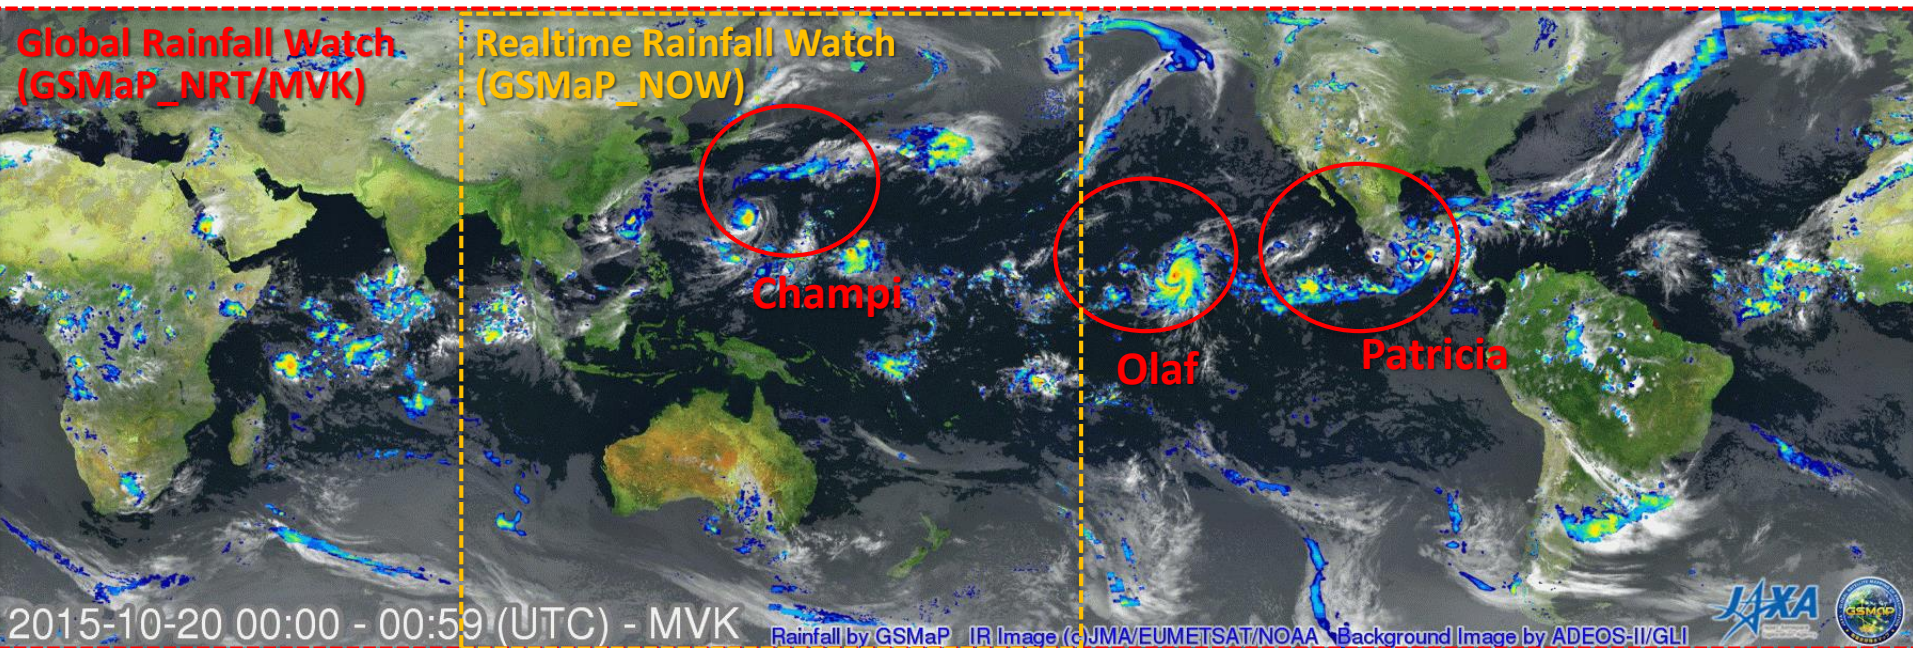 Global Rainfall Watch
(GSMaP_NRT/MVK)
Realtime Rainfall Watch
(GSMaP_NOW)
Champi
Olaf
Patricia
2015-10-20 00:00 - 00:59 (UTC) - MVK
Rainfall by GSMaP IR Image (c)JMA/EUMETSAT/NOAA Background Image by ADEOS-II/GLI
JAXA
GSMaP